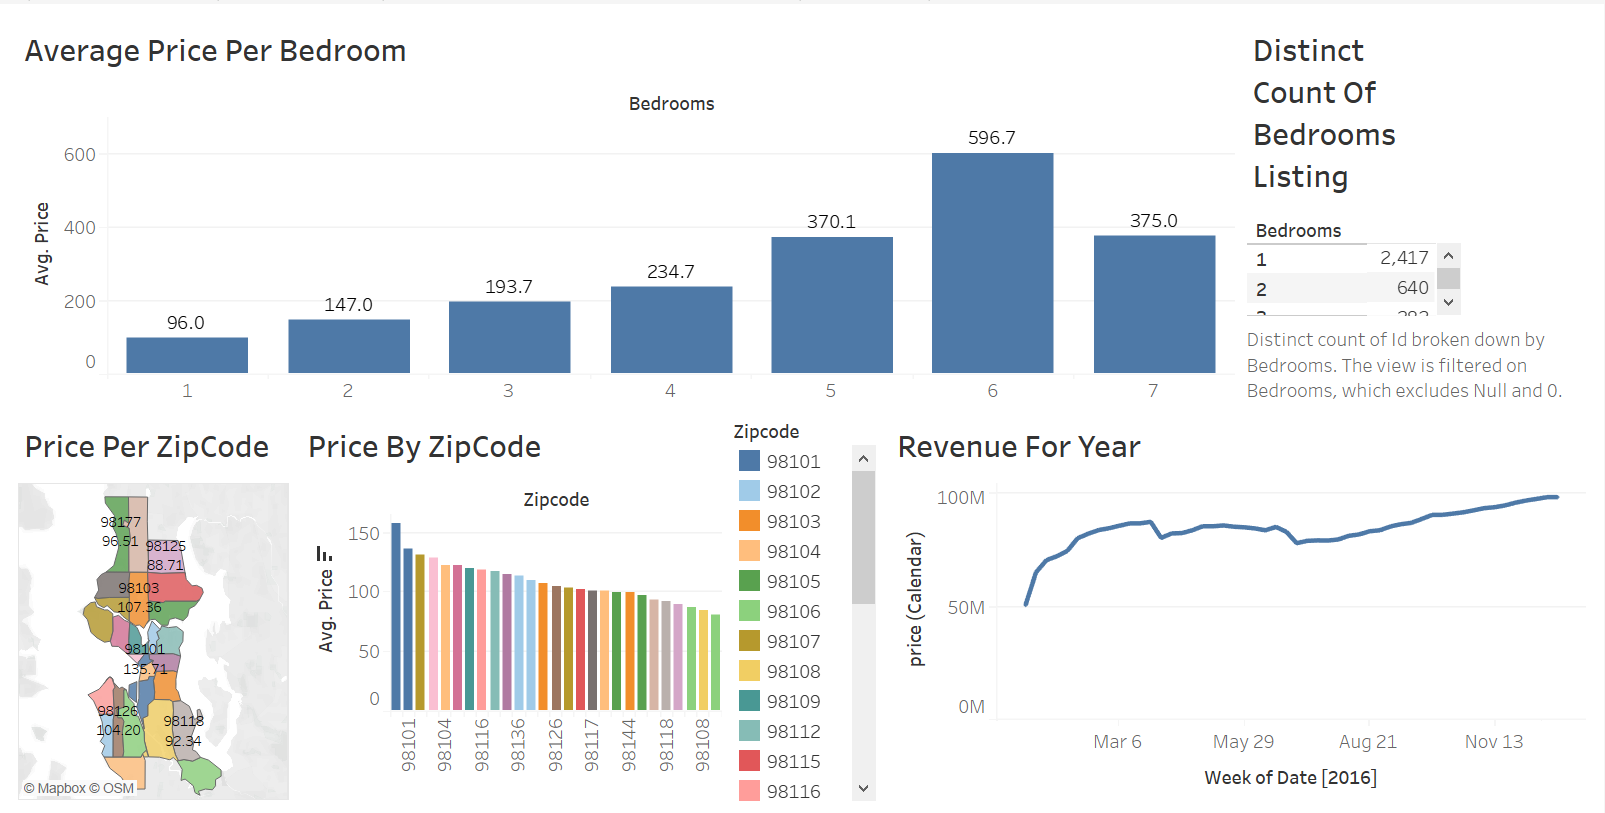 Average Price Per Bedroom
Bedrooms
Avg. Price
600
400
200
0
96.0
147.0
193.7
234.7
370.1
596.7
375.0
1
2
3
4
5
6
7
Distinct
Count Of
Bedrooms
Listing
Bedrooms
1 2,417
2 640
Distinct count of Id broken down by
Bedrooms. The view is filtered on
Bedrooms, which excludes Null and 0.
Price Per ZipCode
98177
96.51
98125
88.71
98103
107.36
98101
135.71
98126
104.20
98118
92.34
© Mapbox © OSM
Price By ZipCode
Zipcode
Avg. Price
150
100
50
0
98101
98104
98116
98136
98126
98117
98144
98118
98108
Zipcode
98101
98102
98103
98104
98105
98106
98107
98108
98109
98112
98115
98116
Revenue For Year
price (Calendar)
100M
50M
0M
Mar 6
May 29
Aug 21
Nov 13
Week of Date [2016]